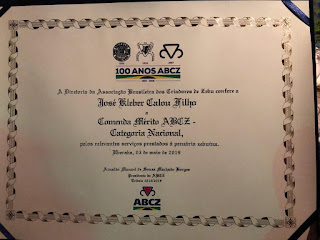 100 ANOS ABCZ
A Diretoria da Associação Brasileira dos Criadores de Zebu confere a
José Kleber Calou Filho
a
Comenda Mérito ABCZ -
Categoria Nacional,
pelos relevantes serviços prestados à pecuária zebuína.
Uberaba, 03 de maio de 2019
Arnaldo Manuel de Souza Machado Borges
Presidente da ABCZ
ABCZ